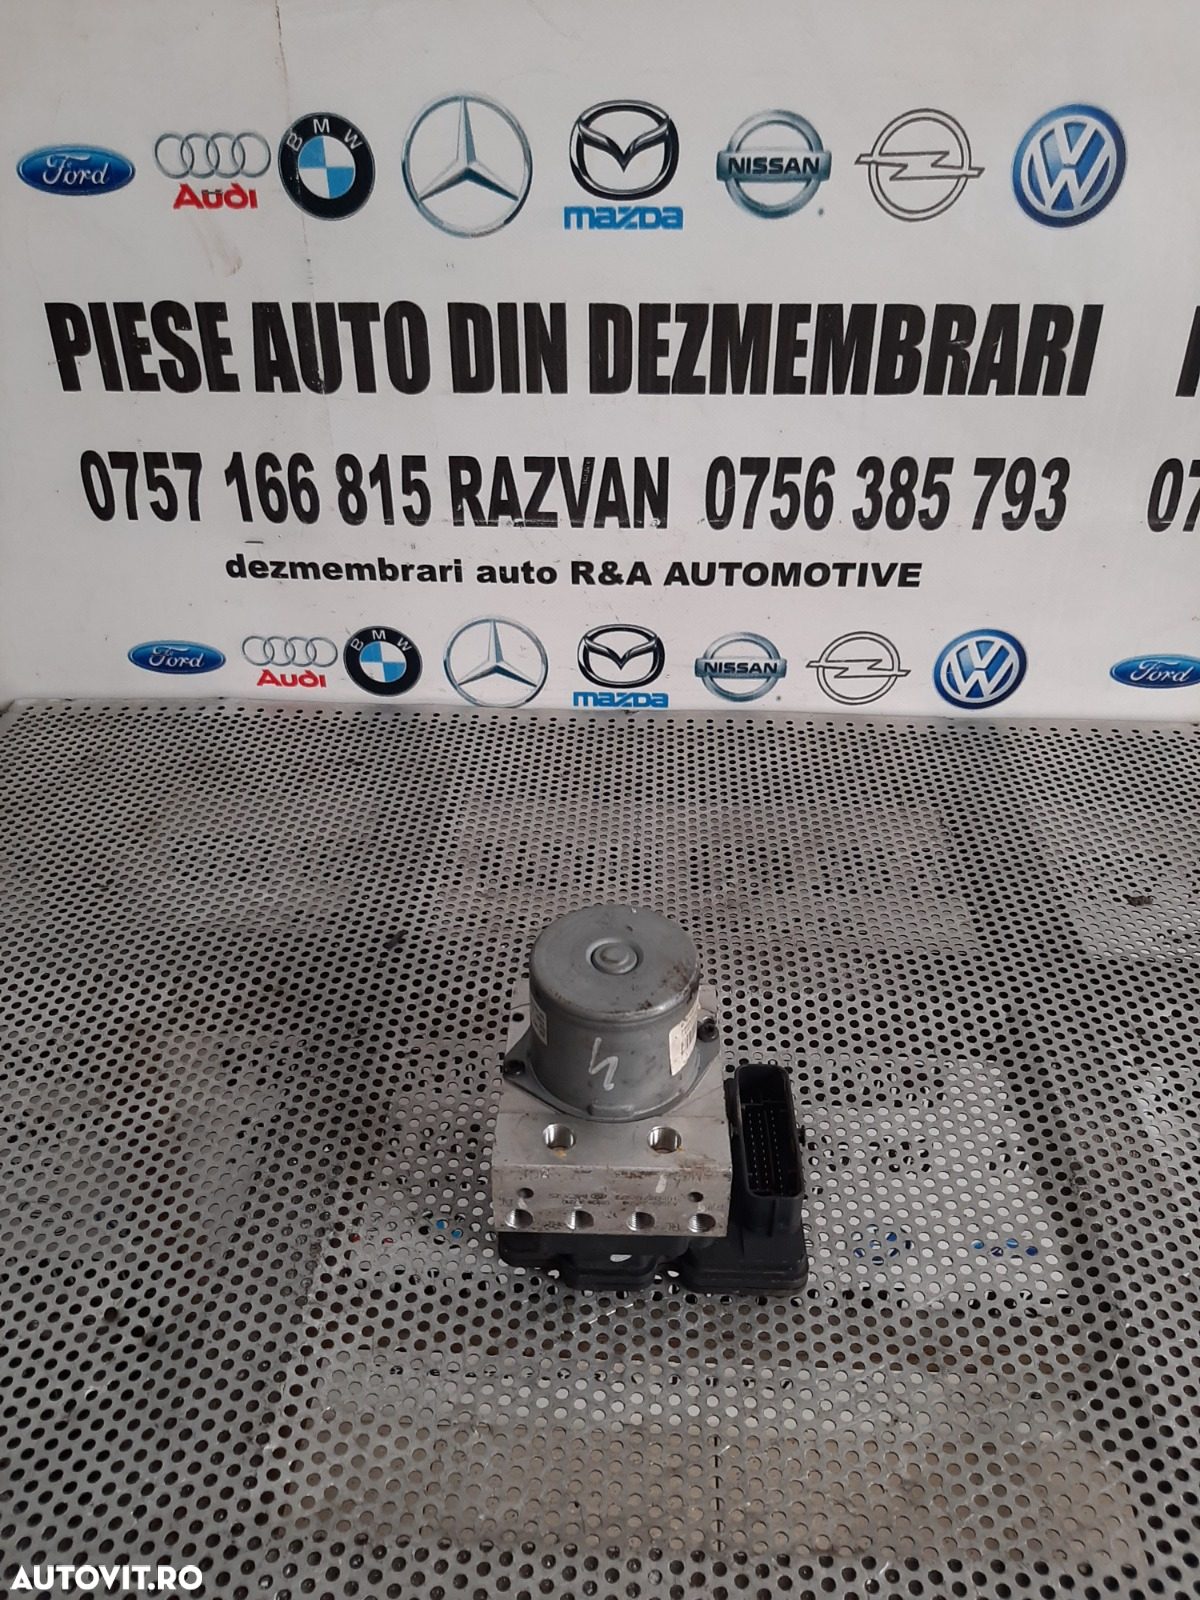 Ford Audi BMW mazda NISSAN
PIESE AUTO DIN DEZMEMBRARI
0757 166 815 RAZVAN 0756 385 793 07
dezmembrari auto R&A AUTOMOTIVE
Ford Audi BMW mazda NISSAN Ford
AUTOVIT.RO